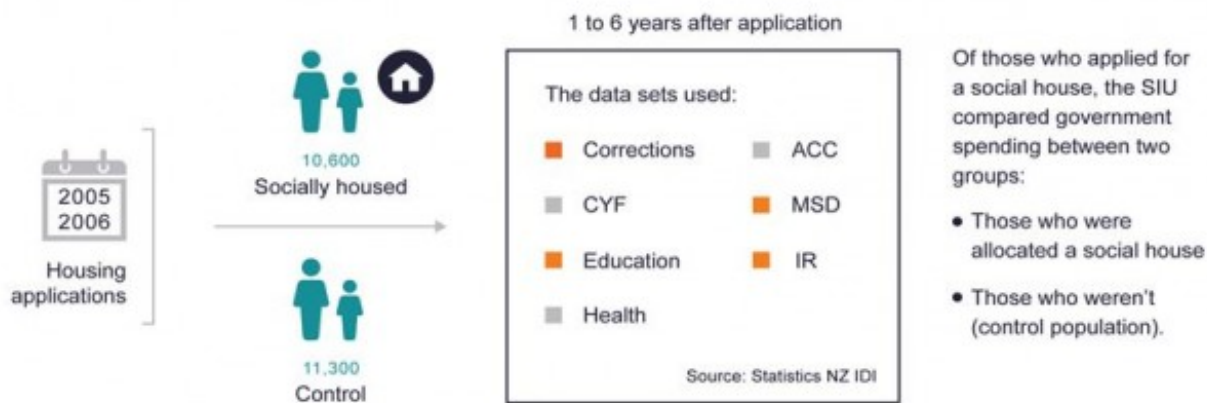 2005
2006
Housing
applications
10,600
Socially housed
11,300
Control
1 to 6 years after application
The data sets used:
Corrections
ACC
CYF
MSD
Education
IR
Health
Source: Statistics NZ IDI
Of those who applied for
a social house, the SIU
compared government
spending between two
groups:
• Those who were
allocated a social house
• Those who weren't
(control population).